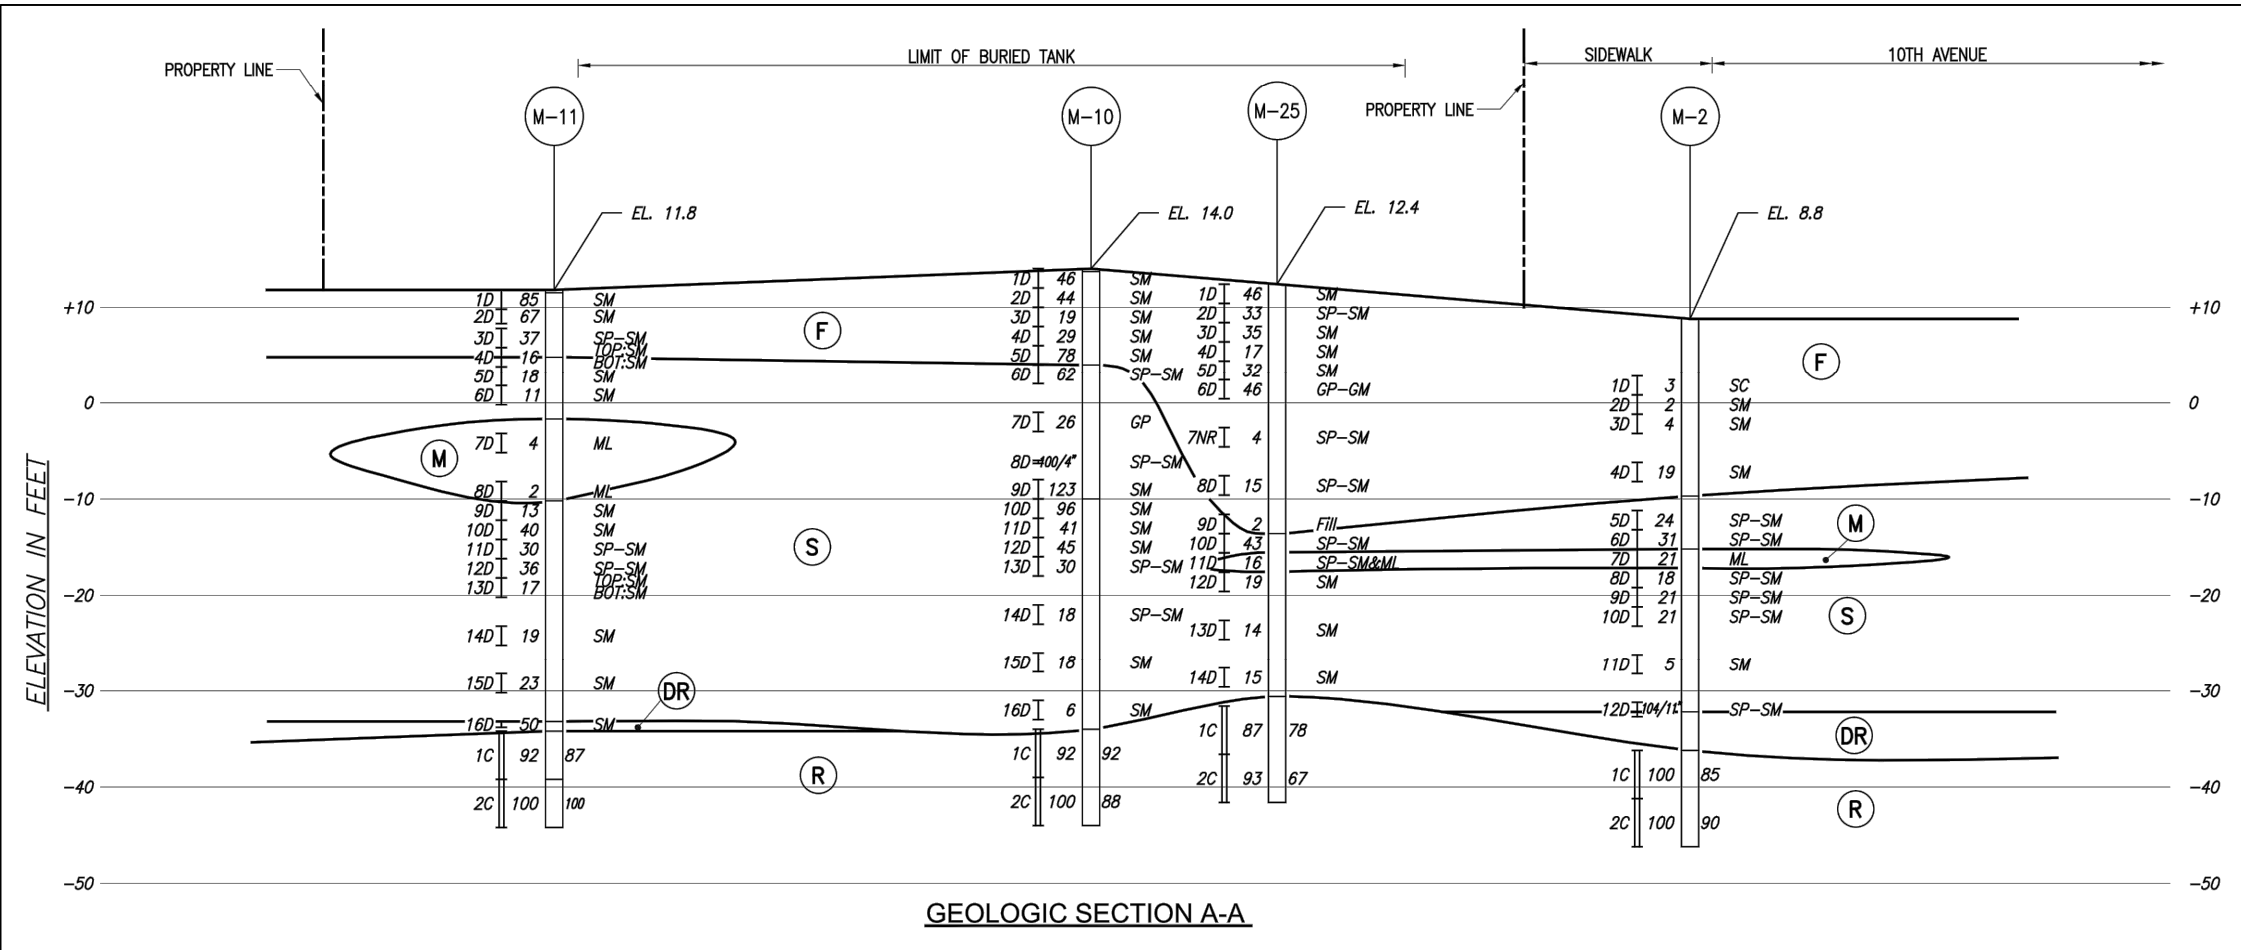 LIMIT OF BURIED TANK
SIDEWALK
10TH AVENUE
PROPERTY LINE
PROPERTY LINE
M-11
M-10
M-25
M-2
EL. 11.8
EL. 14.0
EL. 12.4
EL. 8.8
ELEVATION IN FEET
+10
0
-10
-20
-30
-40
-50
1D 85 SM
2D 67 SM
3D 37 SP-SM
4D 16 TOP:SM
BOT:SM
5D 18 SM
6D 11 SM
7D 4 ML
8D 2 ML
9D 13 SM
10D 40 SM
11D 30 SP-SM
12D 36 SP-SM
13D 17 TOP:SM
BOT:SM
14D 19 SM
15D 23 SM
16D 50 SM
1C 92 87
2C 100 100
M
F
S
DR
R
1D 46 SM
2D 44 SM
3D 19 SM
4D 29 SM
5D 78 SM
6D 62 SP-SM
7D 26 GP
8D 100/4" SP-SM
9D 123 SM
10D 96 SM
11D 41 SM
12D 45 SM
13D 30 SP-SM
14D 18 SP-SM
15D 18 SM
16D 6 SM
1C 92 92
2C 100 88
1D 46 SM
2D 33 SP-SM
3D 35 SM
4D 17 SM
5D 32 SM
6D 46 GP-GM
7NR 4 SP-SM
8D 15 SP-SM
9D 2 Fill
10D 43 SP-SM
11D 16 SP-SM&ML
12D 19 SM
13D 14 SM
14D 15 SM
1C 87 78
2C 93 67
1D 3 SC
2D 2 SM
3D 4 SM
4D 19 SM
5D 24 SP-SM
6D 31 SP-SM
7D 21 ML
8D 18 SP-SM
9D 21 SP-SM
10D 21 SP-SM
11D 5 SM
12D 104/11" SP-SM
1C 100 85
2C 100 90
F
M
S
DR
R
+10
0
-10
-20
-30
-40
-50
GEOLOGIC SECTION A-A